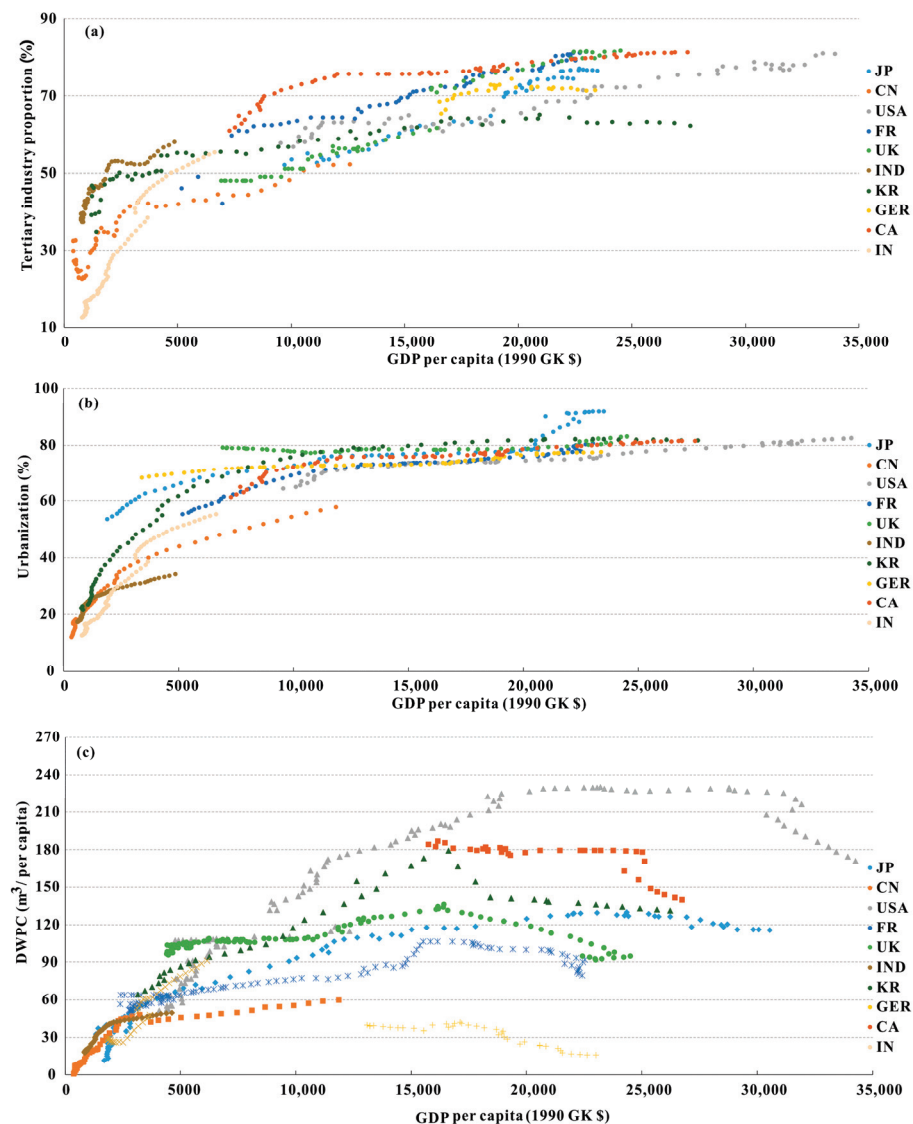 (a)
Tertiary industry proportion (%)
90
70
50
30
10
0 5000 10,000 15,000 20,000 25,000 30,000 35,000
GDP per capita (1990 GK $)
JP
CN
USA
FR
UK
IND
KR
GER
CA
IN
(b)
Urbanization (%)
100
80
60
40
20
0
0 5000 10,000 15,000 20,000 25,000 30,000 35,000
GDP per capita (1990 GK $)
JP
CN
USA
FR
UK
IND
KR
GER
CA
IN
(c)
DWPC (m³/ per capita)
270
240
210
180
150
120
90
60
30
0
0 5000 10,000 15,000 20,000 25,000 30,000 35,000
GDP per capita (1990 GK $)
JP
CN
USA
FR
UK
IND
KR
GER
CA
IN